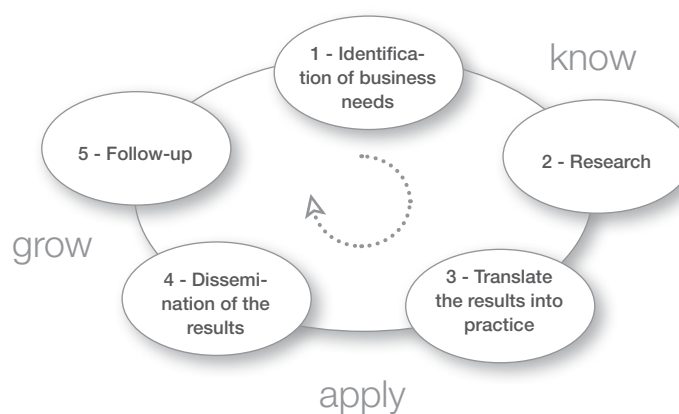 1 - Identifica-
tion of business
needs
know
2 - Research
3 - Translate
the results into
practice
apply
4 - Dissemi-
nation of the
results
grow
5 - Follow-up